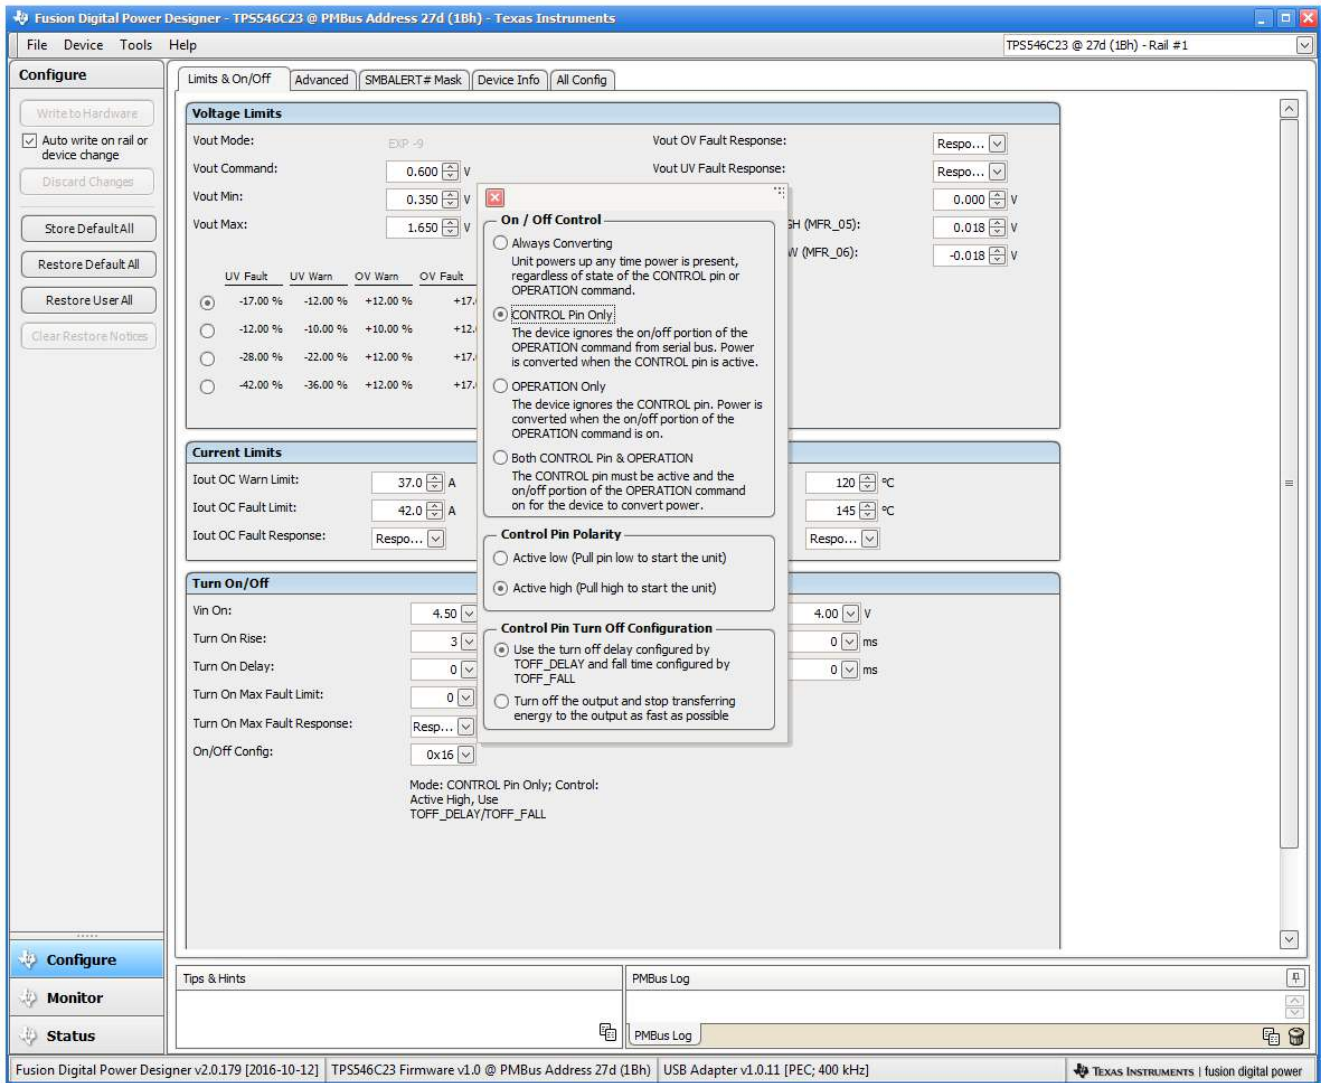 Fusion Digital Power Designer - TPS546C23 @ PMBus Address 27d (1Bh) - Texas Instruments
File Device Tools Help
TPS546C23 @ 27d (1Bh) - Rail #1
Configure
Write to Hardware
Auto write on rail or
device change
Discard Changes
Store Default All
Restore Default All
Restore User All
Clear Restore Notices
Limits & On/Off Advanced SMBALERT# Mask Device Info All Config
Voltage Limits
Vout Mode: EXP -9
Vout Command: 0.600 V
Vout Min: 0.350 V
Vout Max: 1.650 V
Vout OV Fault Response: Respo...
Vout UV Fault Response: Respo...
0.000 V
GH (MFR_05): 0.018 V
W (MFR_06): -0.018 V
UV Fault UV Warn OV Warn OV Fault
-17.00 % -12.00 % +12.00 % +17.
-12.00 % -10.00 % +10.00 % +12.
-28.00 % -22.00 % +12.00 % +17.
-42.00 % -36.00 % +12.00 % +17.
On / Off Control
Always Converting
Unit powers up any time power is present,
regardless of state of the CONTROL pin or
OPERATION command.
CONTROL Pin Only
The device ignores the on/off portion of the
OPERATION command from serial bus. Power
is converted when the CONTROL pin is active.
OPERATION Only
The device ignores the CONTROL pin. Power is
converted when the on/off portion of the
OPERATION command is on.
Both CONTROL Pin & OPERATION
The CONTROL pin must be active and the
on/off portion of the OPERATION command
on for the device to convert power.
Control Pin Polarity
Active low (Pull pin low to start the unit)
Active high (Pull high to start the unit)
Control Pin Turn Off Configuration
Use the turn off delay configured by
TOFF_DELAY and fall time configured by
TOFF_FALL
Turn off the output and stop transferring
energy to the output as fast as possible
Current Limits
Iout OC Warn Limit: 37.0 A
Iout OC Fault Limit: 42.0 A
Iout OC Fault Response: Respo...
120 ºC
145 ºC
Respo...
Turn On/Off
Vin On: 4.50
Turn On Rise: 3
Turn On Delay: 0
Turn On Max Fault Limit: 0
Turn On Max Fault Response: Resp...
On/Off Config: 0x16
4.00 V
0 ms
0 ms
Mode: CONTROL Pin Only; Control:
Active High, Use
TOFF_DELAY/TOFF_FALL
Configure
Monitor
Status
Tips & Hints
PMBus Log
PMBus Log
Fusion Digital Power Designer v2.0.179 [2016-10-12] TPS546C23 Firmware v1.0 @ PMBus Address 27d (1Bh) USB Adapter v1.0.11 [PEC; 400 kHz] TEXAS INSTRUMENTS | fusion digital power